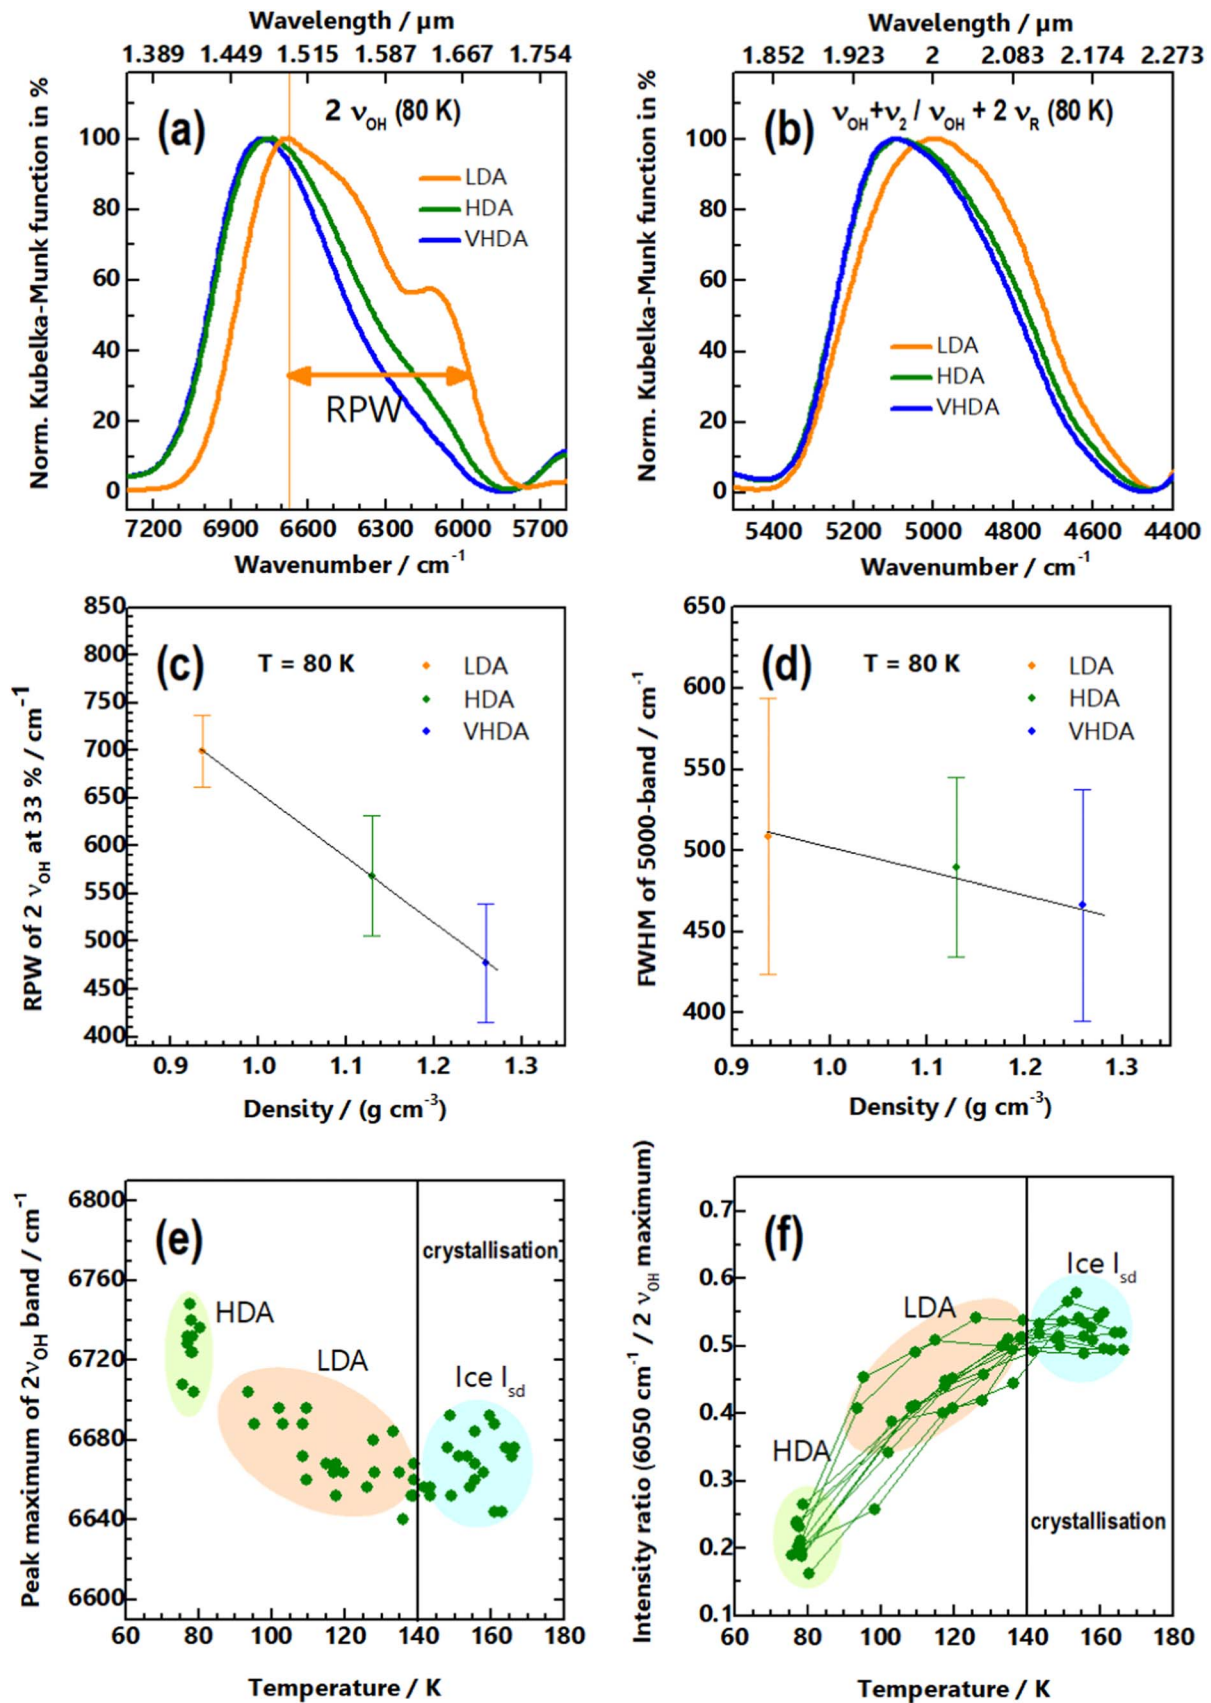 Wavelength / µm
1.389 1.449 1.515 1.587 1.667 1.754
Norm. Kubelka-Munk function in %
(a)
2 ν_OH (80 K)
LDA
HDA
VHDA
RPW
100
80
60
40
20
0
7200 6900 6600 6300 6000 5700
Wavenumber / cm⁻¹
Wavelength / µm
1.852 1.923 2 2.083 2.174 2.273
Norm. Kubelka-Munk function in %
(b)
ν_OH+ν_2 / ν_OH + 2 ν_R (80 K)
LDA
HDA
VHDA
100
80
60
40
20
0
5400 5200 5000 4800 4600 4400
Wavenumber / cm⁻¹
RPW of 2 ν_OH at 33 % / cm⁻¹
(c)
T = 80 K
LDA
HDA
VHDA
850
800
750
700
650
600
550
500
450
400
0.9 1.0 1.1 1.2 1.3
Density / (g cm⁻³)
FWHM of 5000-band / cm⁻¹
(d)
T = 80 K
LDA
HDA
VHDA
650
600
550
500
450
400
0.9 1.0 1.1 1.2 1.3
Density / (g cm⁻³)
Peak maximum of 2ν_OH band / cm⁻¹
(e)
crystallisation
HDA
LDA
Ice I_sd
6800
6760
6720
6680
6640
6600
60 80 100 120 140 160 180
Temperature / K
Intensity ratio (6050 cm⁻¹ / 2 ν_OH maximum)
(f)
Ice I_sd
LDA
HDA
crystallisation
0.7
0.6
0.5
0.4
0.3
0.2
0.1
60 80 100 120 140 160 180
Temperature / K